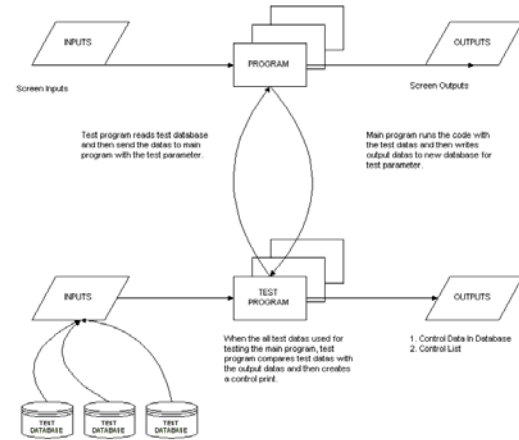 INPUTS
PROGRAM
OUTPUTS
Screen Inputs
Screen Outputs
Test program reads test database
and then send the datas to main
program with the test parameter.
Main program runs the code with
the test datas and then writes
output datas to new database for
test parameter.
INPUTS
TEST
PROGRAM
OUTPUTS
When the all test datas used for
testing the main program, test
program compares test datas with
the output datas and then creates
a control print.
1. Control Data In Database
2. Control List
TEST
DATABASE
TEST
DATABASE
TEST
DATABASE